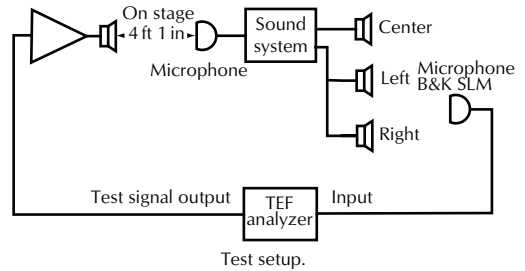 On stage
4 ft 1 in
Microphone
Sound
system
Center
Left
Right
Microphone
B&K SLM
Test signal output
TEF
analyzer
Input
Test setup.